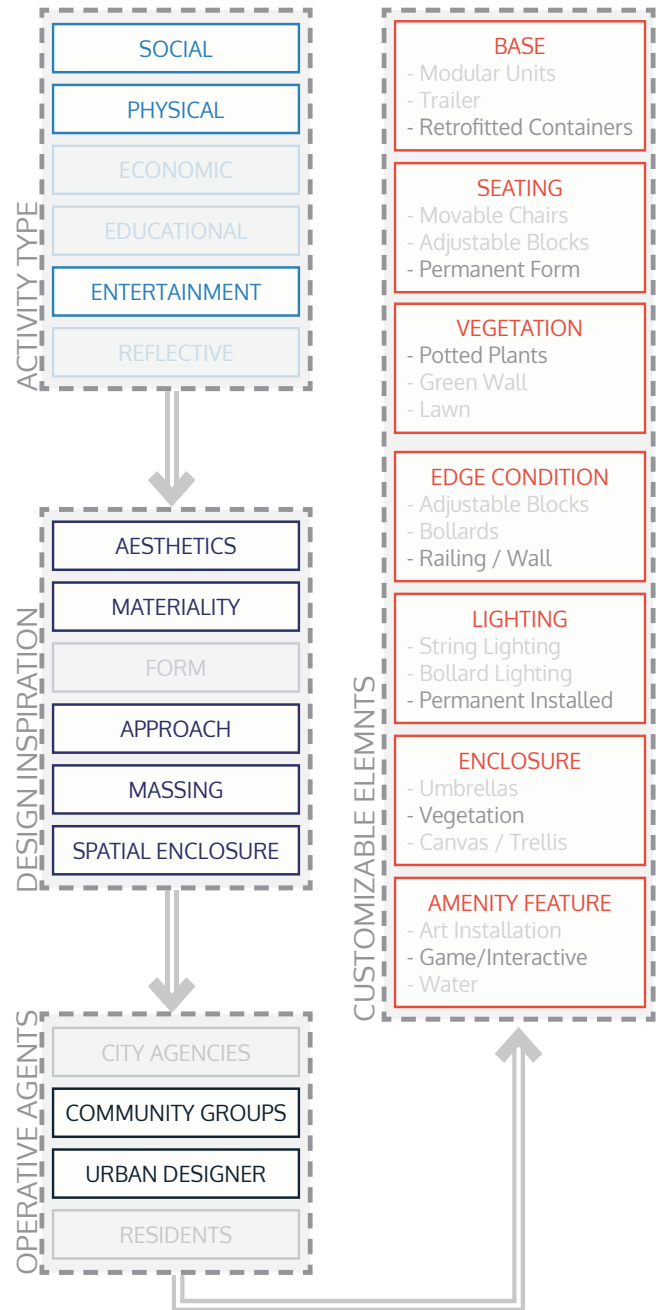 ACTIVITY TYPE
SOCIAL
PHYSICAL
ECONOMIC
EDUCATIONAL
ENTERTAINMENT
REFLECTIVE
DESIGN INSPIRATION
AESTHETICS
MATERIALITY
FORM
APPROACH
MASSING
SPATIAL ENCLOSURE
OPERATIVE AGENTS
CITY AGENCIES
COMMUNITY GROUPS
URBAN DESIGNER
RESIDENTS
CUSTOMIZABLE ELEMNTS
BASE
- Modular Units
- Trailer
- Retrofitted Containers
SEATING
- Movable Chairs
- Adjustable Blocks
- Permanent Form
VEGETATION
- Potted Plants
- Green Wall
- Lawn
EDGE CONDITION
- Adjustable Blocks
- Bollards
- Railing / Wall
LIGHTING
- String Lighting
- Bollard Lighting
- Permanent Installed
ENCLOSURE
- Umbrellas
- Vegetation
- Canvas / Trellis
AMENITY FEATURE
- Art Installation
- Game/Interactive
- Water